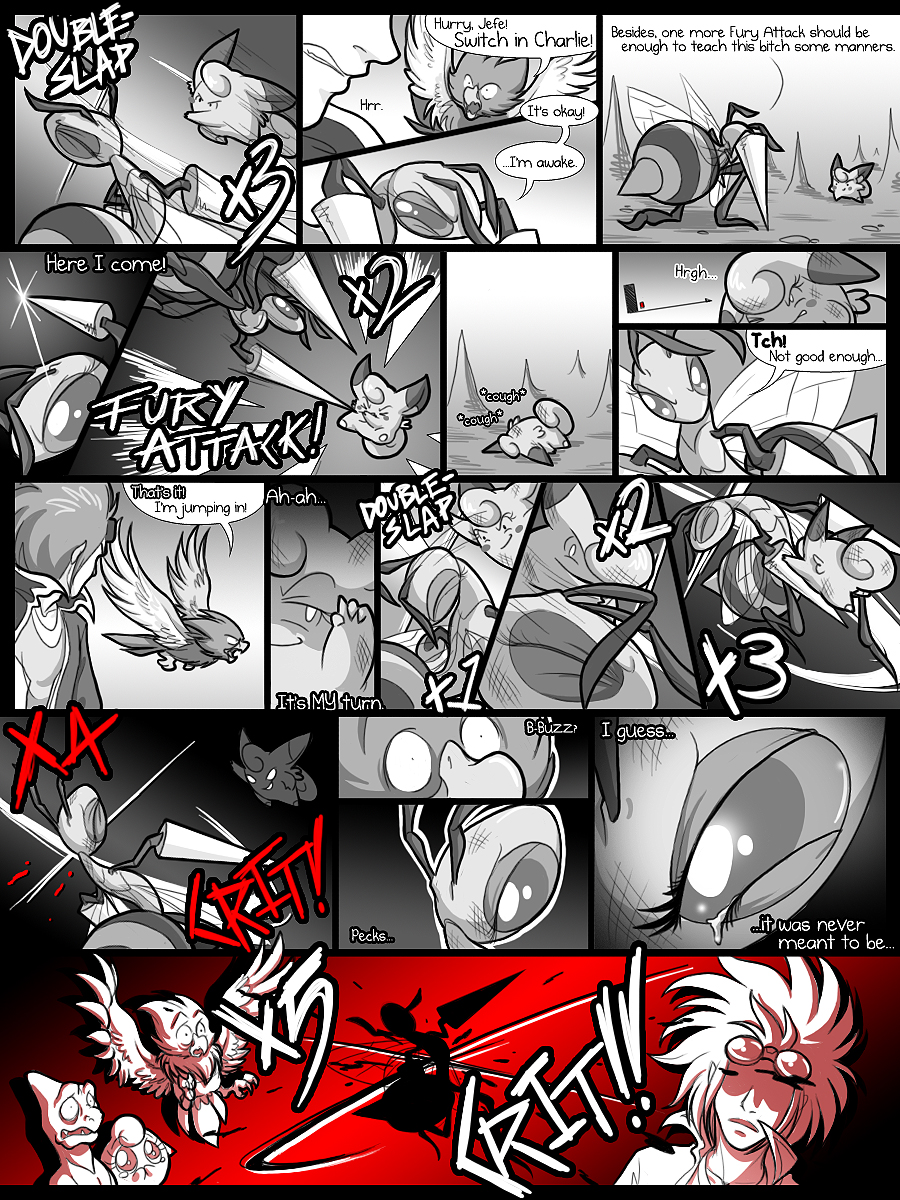 DOUBLE-
SLAP
X3
Hrr.
Hurry, Jefe!
Switch in Charlie!
It's okay!
...I'm awake.
Besides, one more Fury Attack should be
enough to teach this bitch some manners.
Here I come!
X2
FURY
ATTACK!
*cough*
*cough*
Hrgh...
Tch!
Not good enough...
That's it!
I'm jumping in!
Ah-ah...
It's MY turn.
DOUBLE-
SLAP
X1
X2
X3
X4
CRIT!!
B-Buzz?
Pecks...
I guess...
...it was never
meant to be...
X5
CRIT!!!